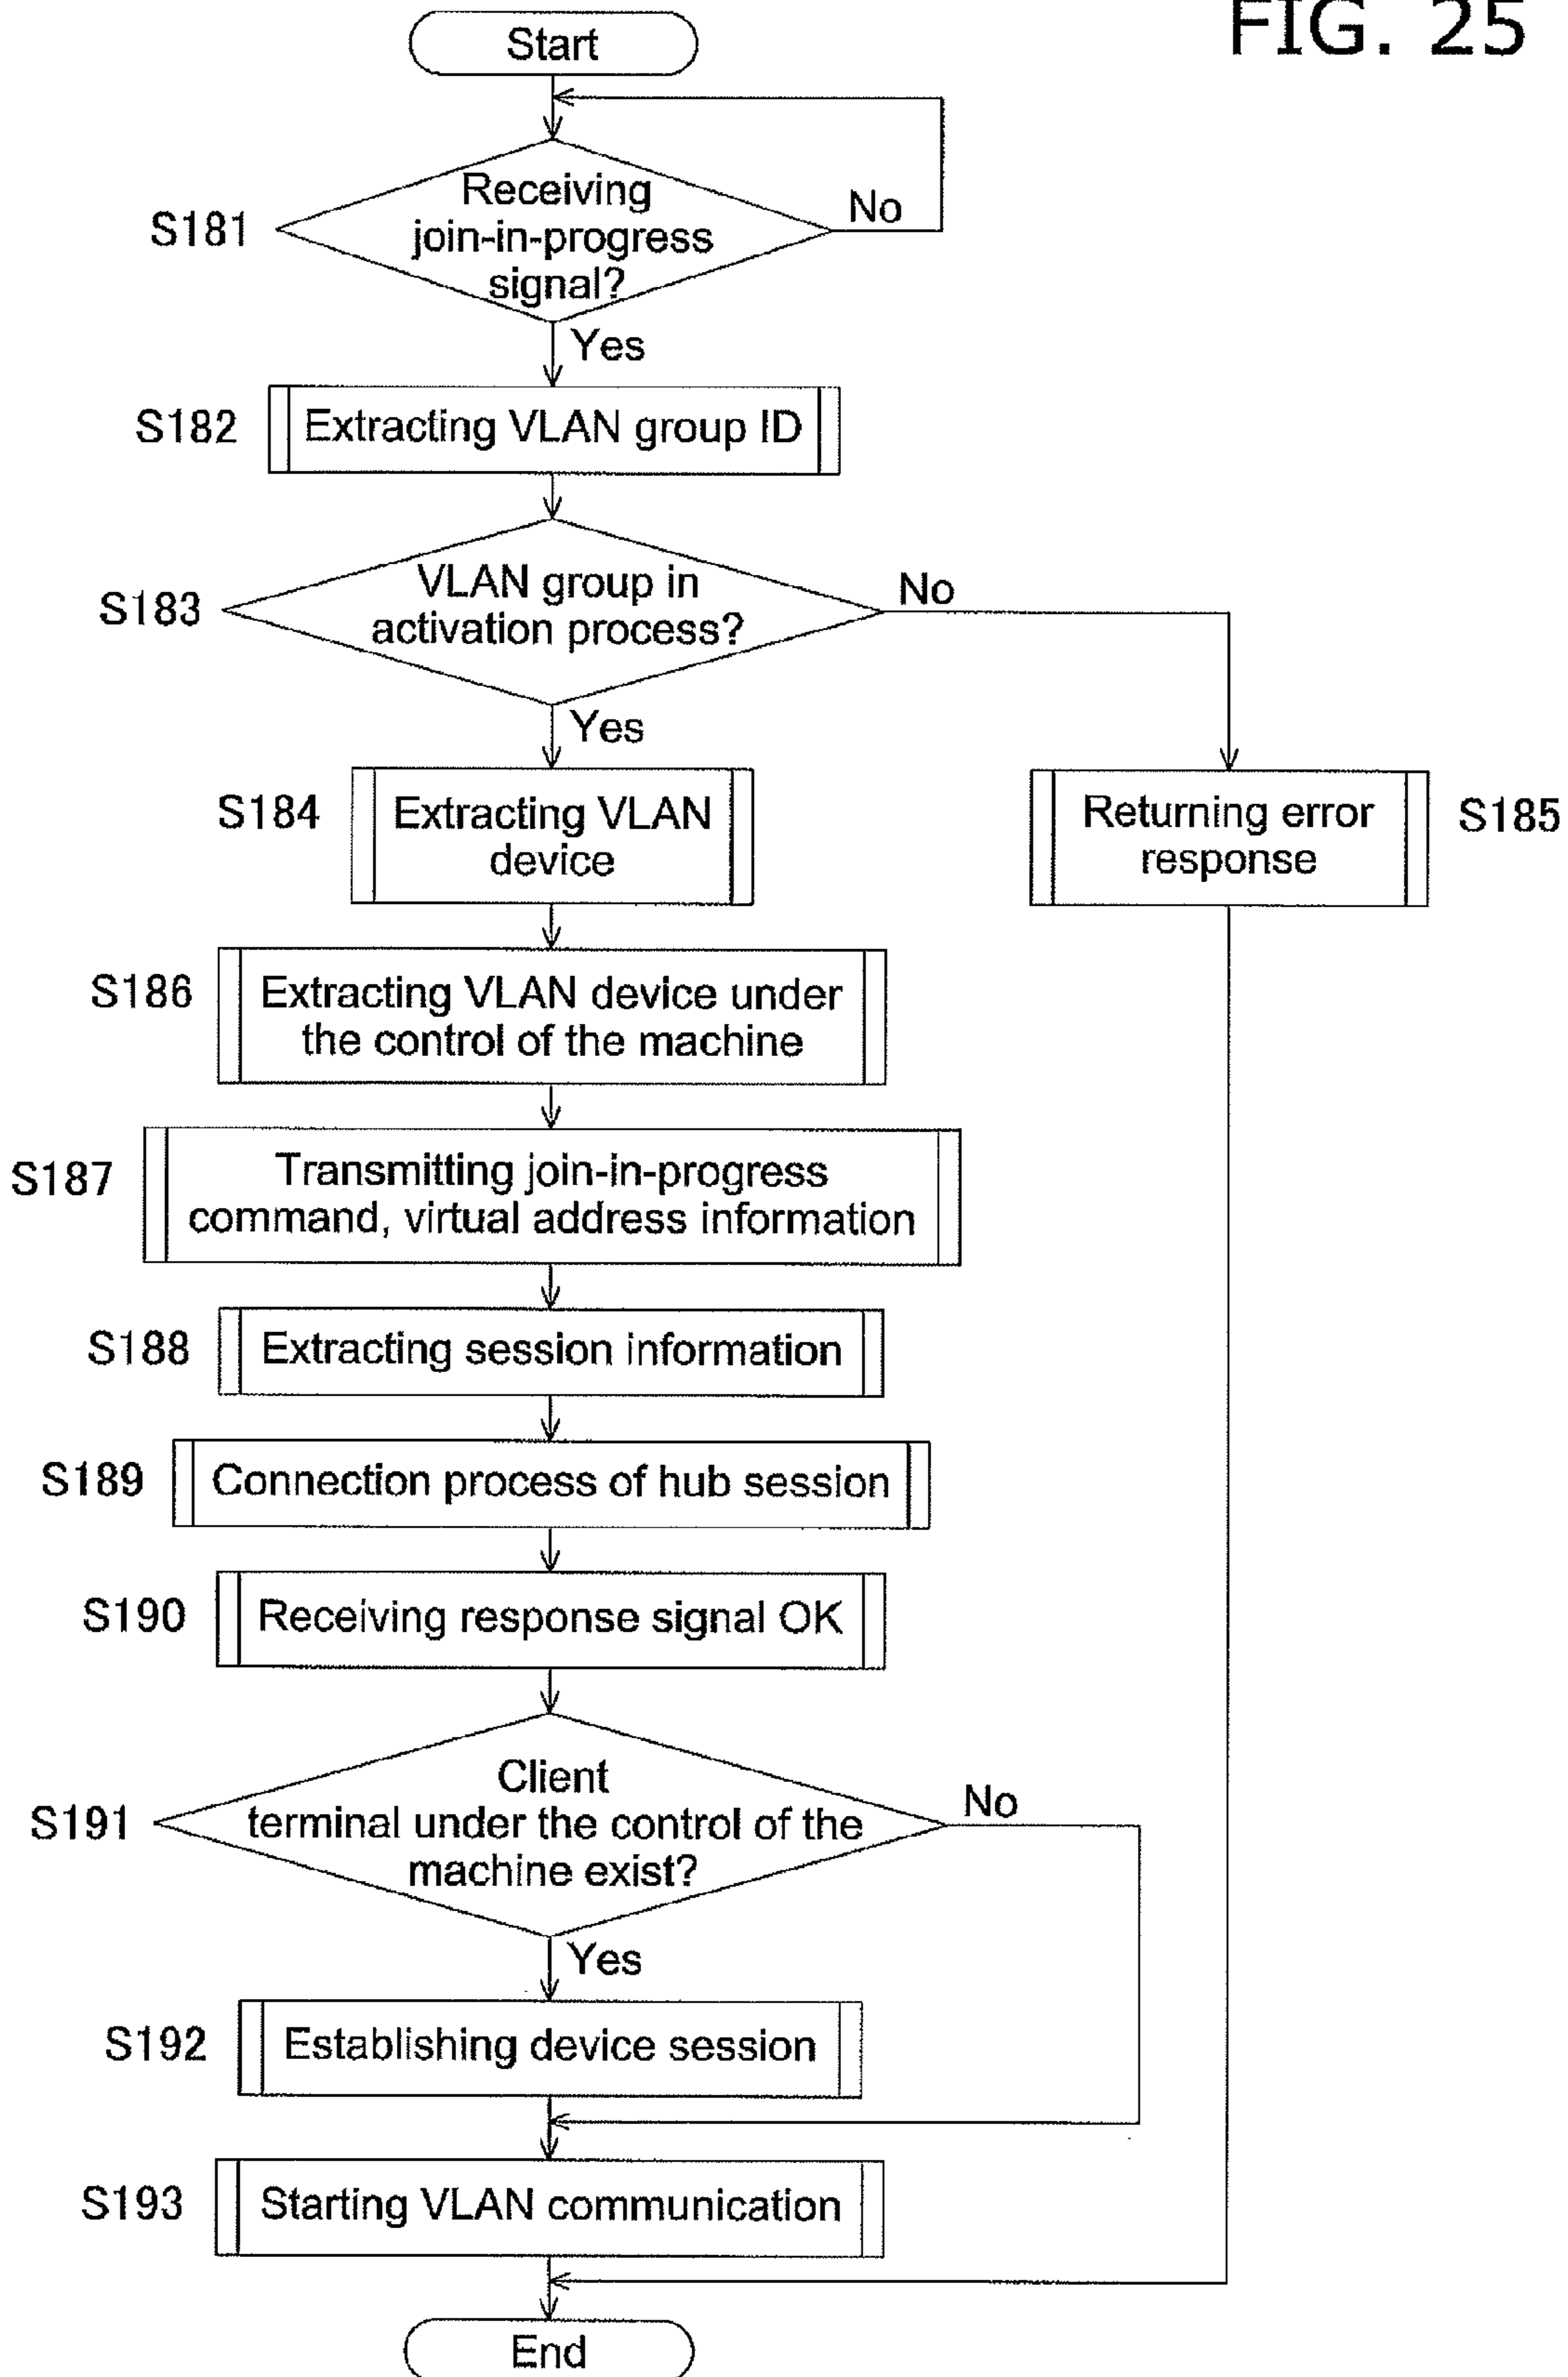 FIG. 25
Start
S181
Receiving
join-in-progress
signal?
No
Yes
S182
Extracting VLAN group ID
S183
VLAN group in
activation process?
No
Yes
S184
Extracting VLAN
device
Returning error
response
S185
S186
Extracting VLAN device under
the control of the machine
S187
Transmitting join-in-progress
command, virtual address information
S188
Extracting session information
S189
Connection process of hub session
S190
Receiving response signal OK
S191
Client
terminal under the control of the
machine exist?
No
Yes
S192
Establishing device session
S193
Starting VLAN communication
End